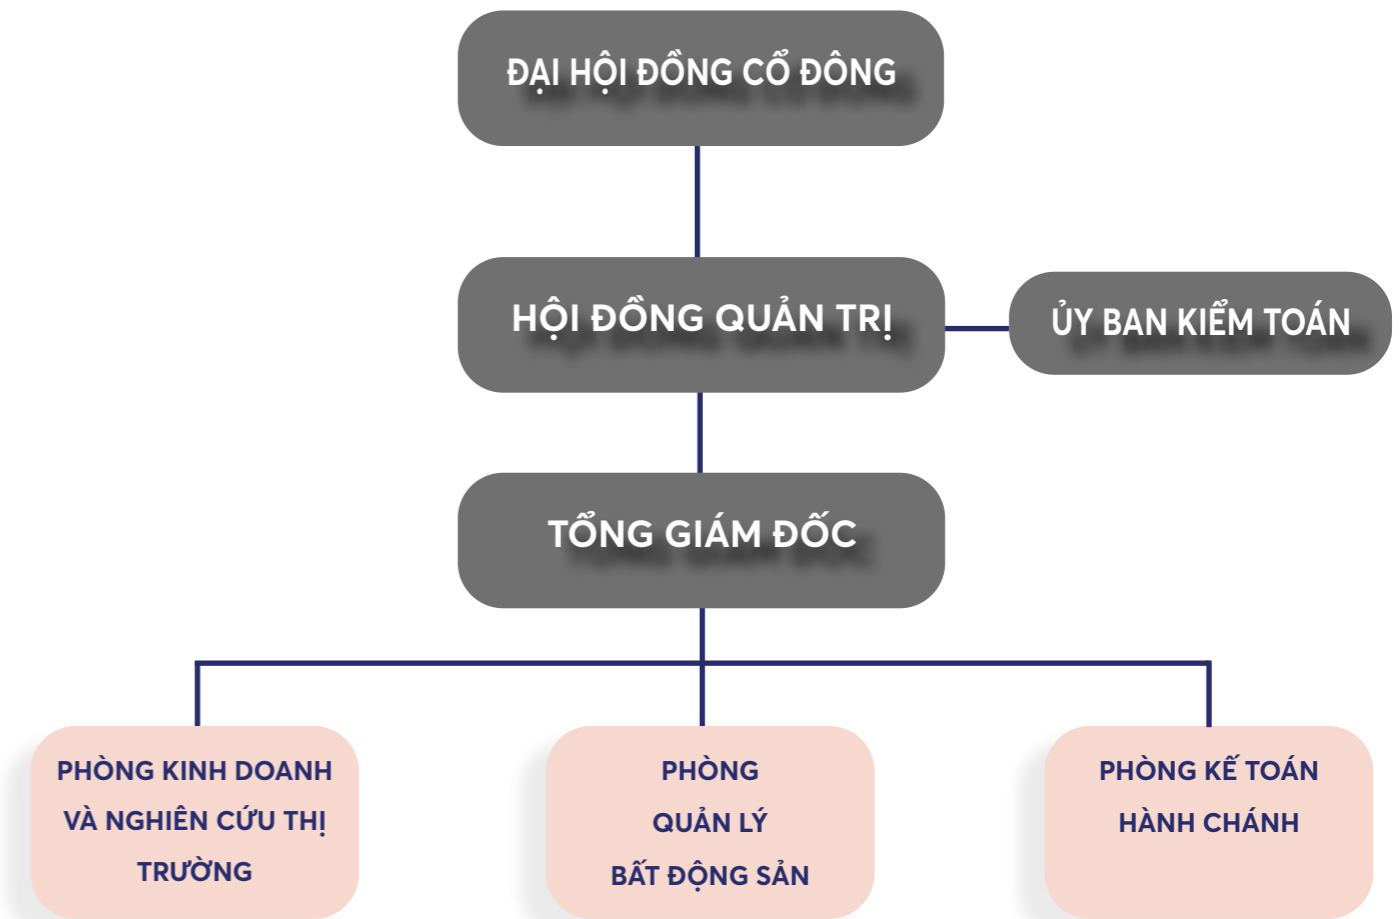 ĐẠI HỘI ĐỒNG CỔ ĐÔNG
HỘI ĐỒNG QUẢN TRỊ
ỦY BAN KIỂM TOÁN
TỔNG GIÁM ĐỐC
PHÒNG KINH DOANH
VÀ NGHIÊN CỨU THỊ
TRƯỜNG
PHÒNG
QUẢN LÝ
BẤT ĐỘNG SẢN
PHÒNG KẾ TOÁN
HÀNH CHÁNH